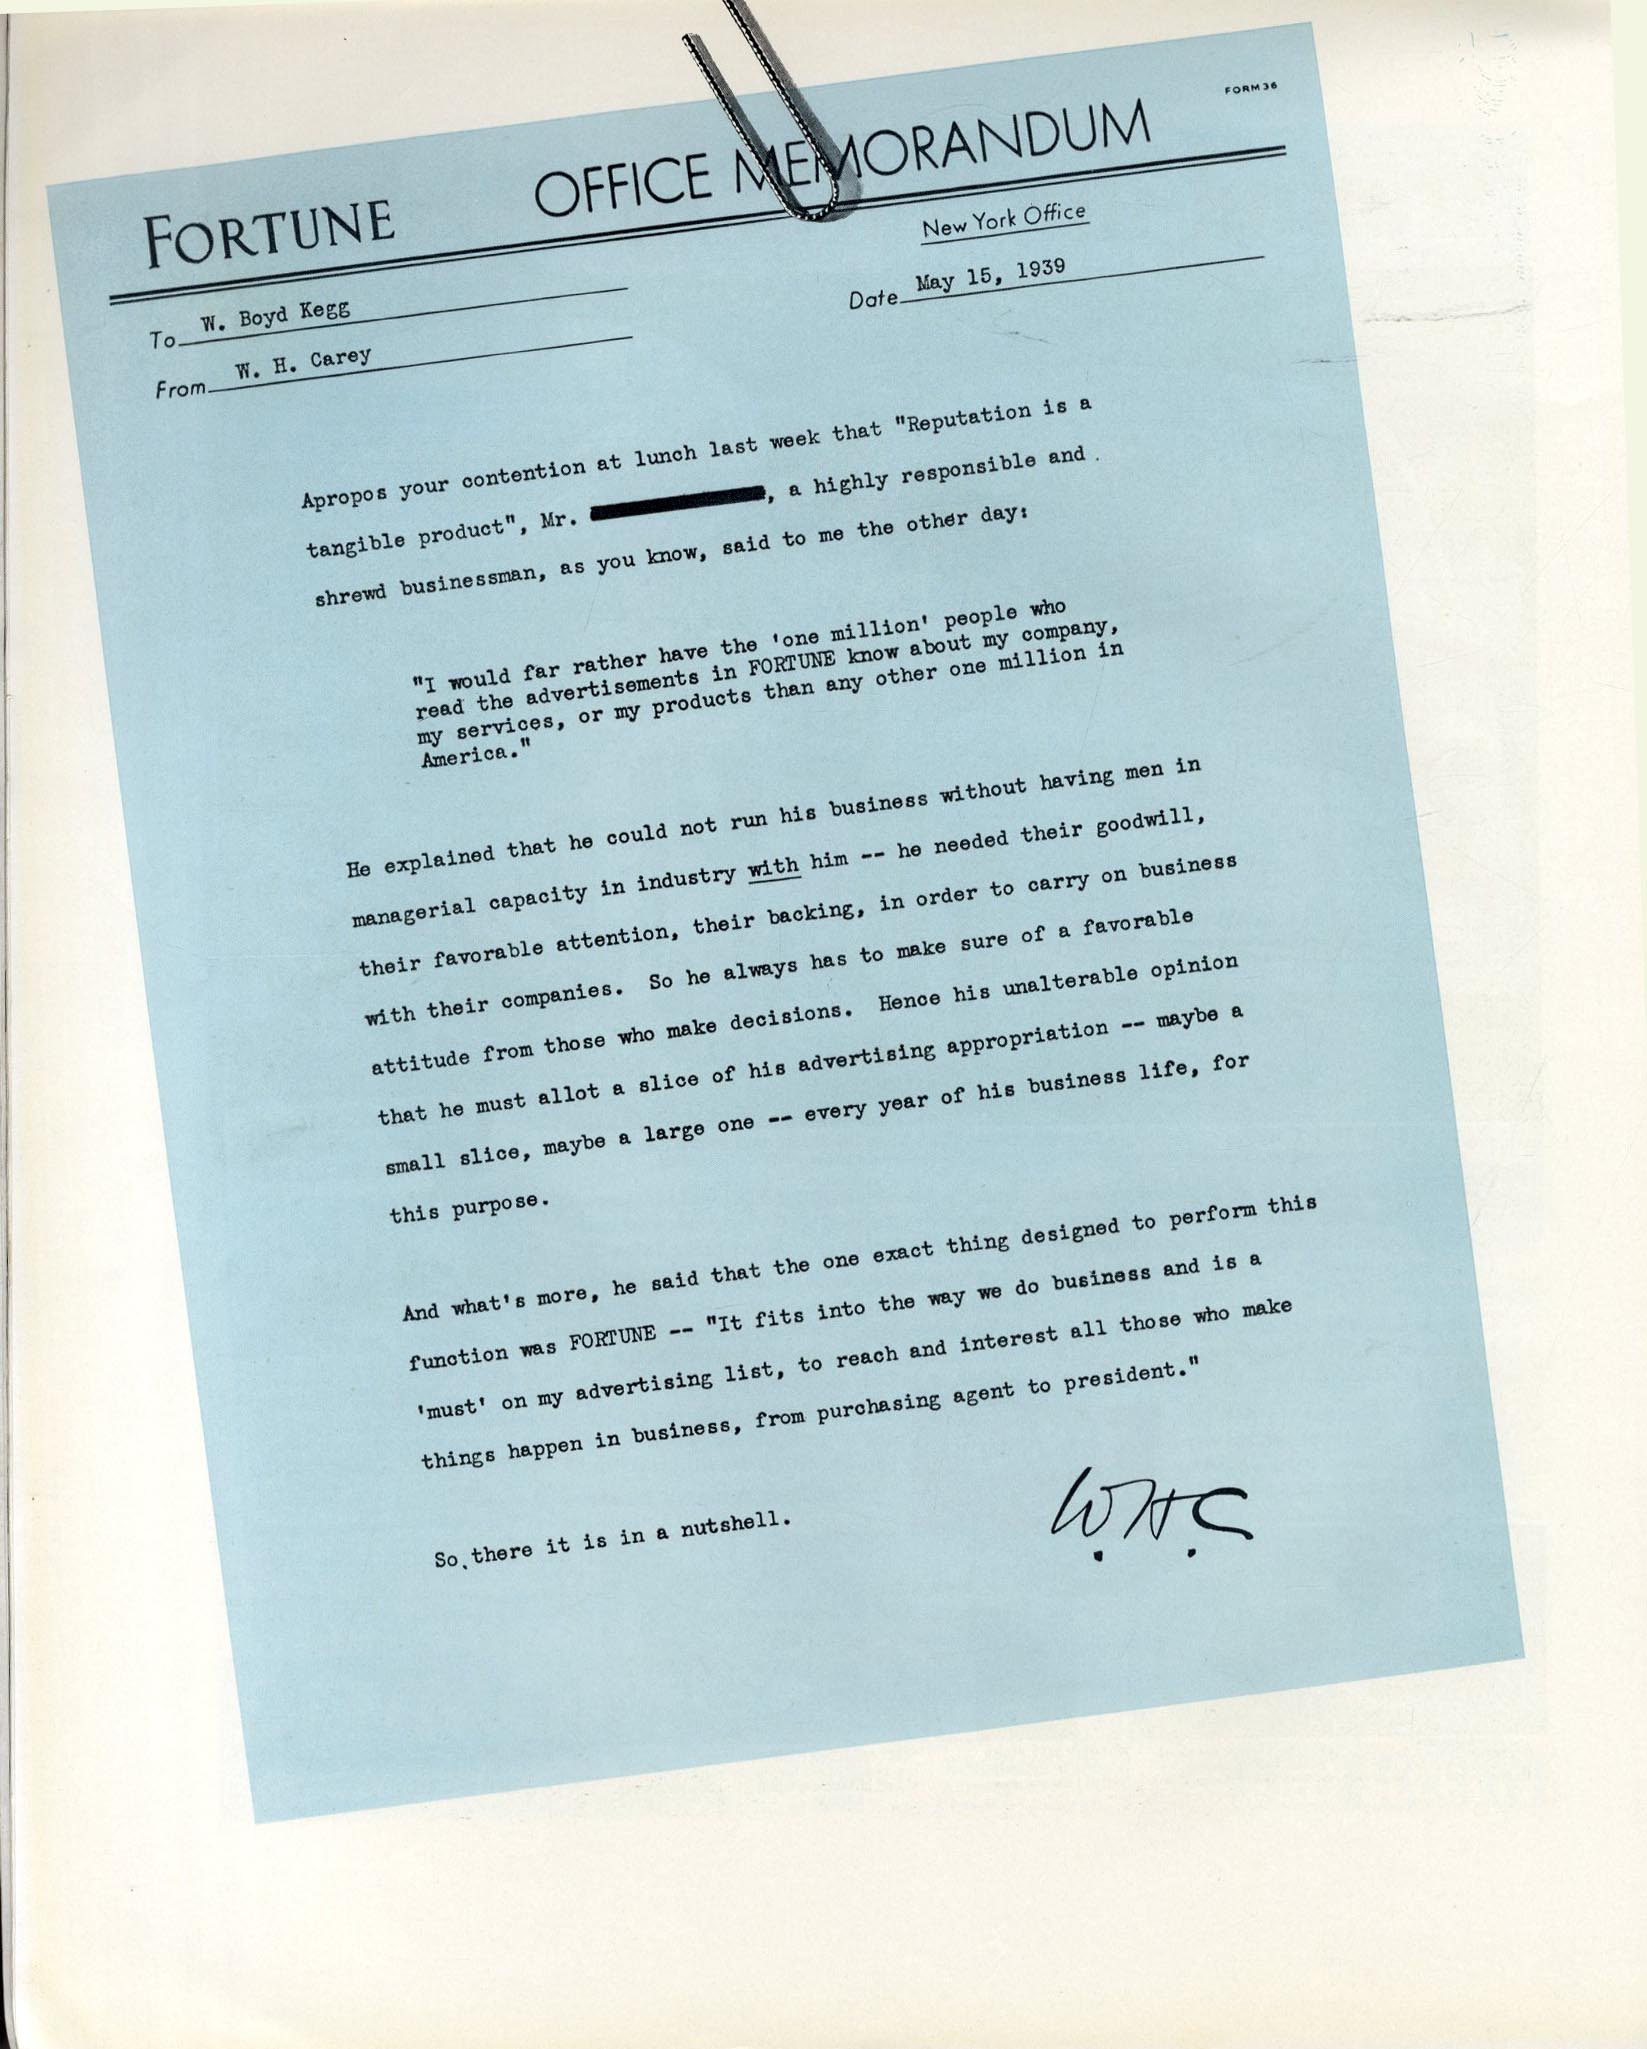 FORM 36
FORTUNE OFFICE MEMORANDUM
New York Office
To W. Boyd Kegg
Date May 15, 1939
From W. H. Carey
Apropos your contention at lunch last week that "Reputation is a
tangible product", Mr. , a highly responsible and
shrewd businessman, as you know, said to me the other day:
"I would far rather have the 'one million' people who
read the advertisements in FORTUNE know about my company,
my services, or my products than any other one million in
America."
He explained that he could not run his business without having men in
managerial capacity in industry with him -- he needed their goodwill,
their favorable attention, their backing, in order to carry on business
with their companies. So he always has to make sure of a favorable
attitude from those who make decisions. Hence his unalterable opinion
that he must allot a slice of his advertising appropriation -- maybe a
small slice, maybe a large one -- every year of his business life, for
this purpose.
And what's more, he said that the one exact thing designed to perform this
function was FORTUNE -- "It fits into the way we do business and is a
'must' on my advertising list, to reach and interest all those who make
things happen in business, from purchasing agent to president."
So, there it is in a nutshell.
W.H.C.